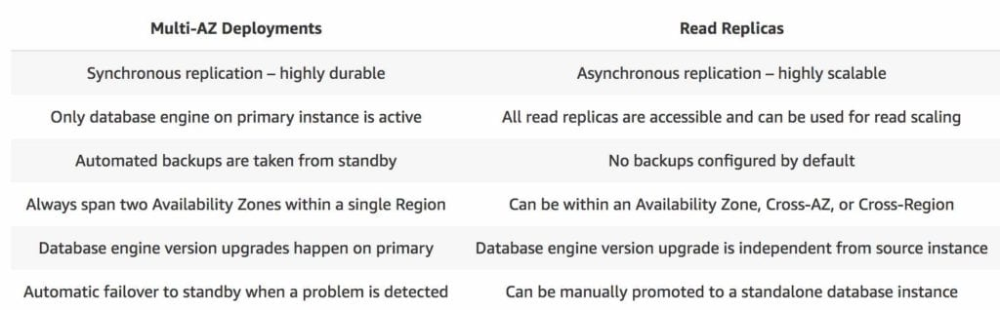 Multi-AZ Deployments Read Replicas
Synchronous replication – highly durable Asynchronous replication – highly scalable
Only database engine on primary instance is active All read replicas are accessible and can be used for read scaling
Automated backups are taken from standby No backups configured by default
Always span two Availability Zones within a single Region Can be within an Availability Zone, Cross-AZ, or Cross-Region
Database engine version upgrades happen on primary Database engine version upgrade is independent from source instance
Automatic failover to standby when a problem is detected Can be manually promoted to a standalone database instance